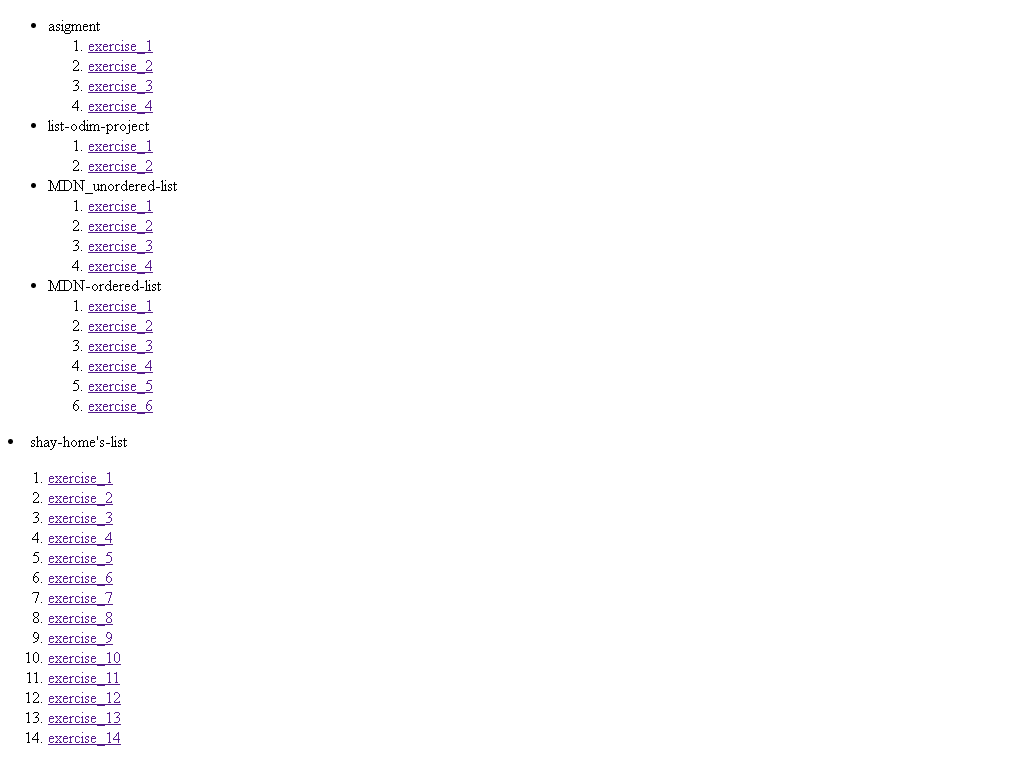 • asigment
1. exercise_1
2. exercise_2
3. exercise_3
4. exercise_4
• list-odim-project
1. exercise_1
2. exercise_2
• MDN_unordered-list
1. exercise_1
2. exercise_2
3. exercise_3
4. exercise_4
• MDN-ordered-list
1. exercise_1
2. exercise_2
3. exercise_3
4. exercise_4
5. exercise_5
6. exercise_6
• shay-home's-list
1. exercise_1
2. exercise_2
3. exercise_3
4. exercise_4
5. exercise_5
6. exercise_6
7. exercise_7
8. exercise_8
9. exercise_9
10. exercise_10
11. exercise_11
12. exercise_12
13. exercise_13
14. exercise_14